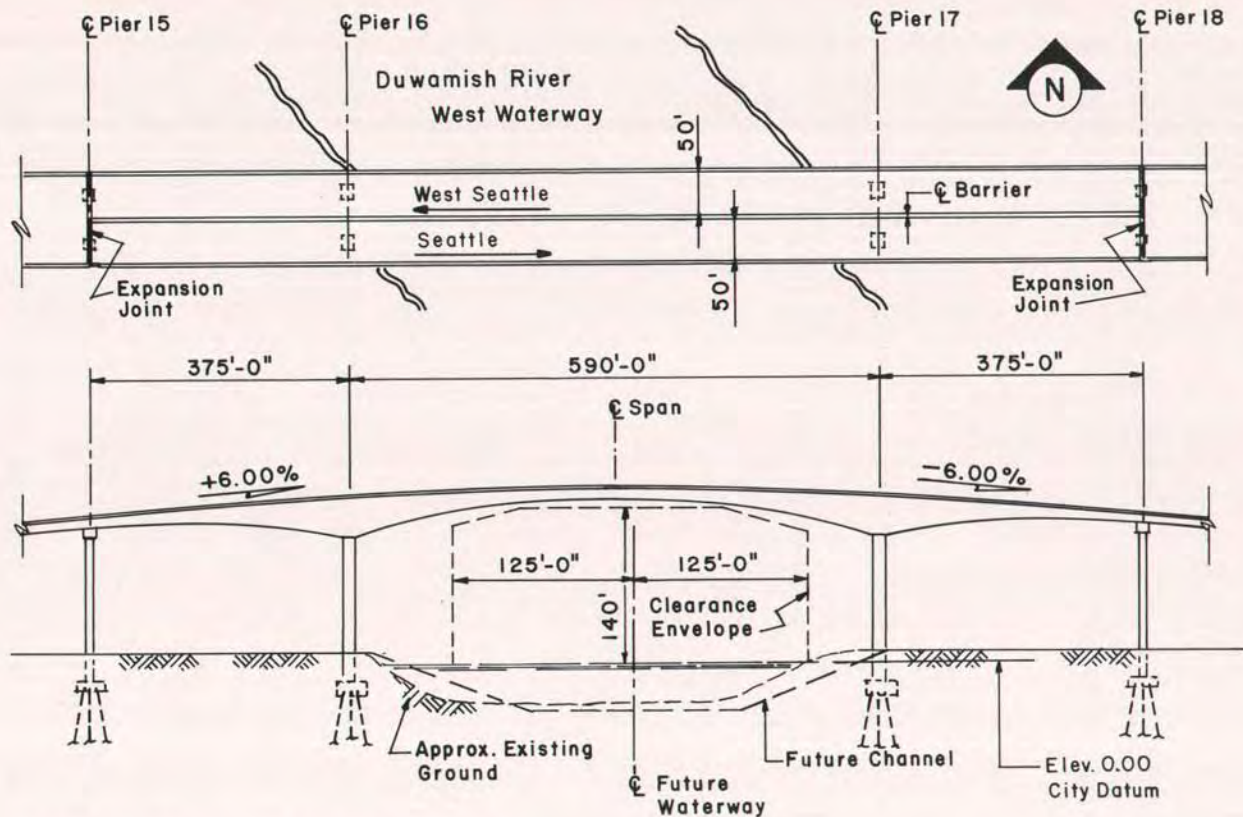 ℄ Pier 15
℄ Pier 16
℄ Pier 17
℄ Pier 18
Duwamish River
West Waterway
N
50'
West Seattle
℄ Barrier
Seattle
50'
Expansion
Joint
Expansion
Joint
375'-0"
590'-0"
375'-0"
℄ Span
+6.00%
-6.00%
125'-0"
125'-0"
140'
Clearance
Envelope
Approx. Existing
Ground
℄ Future
Waterway
Future Channel
Elev. 0.00
City Datum